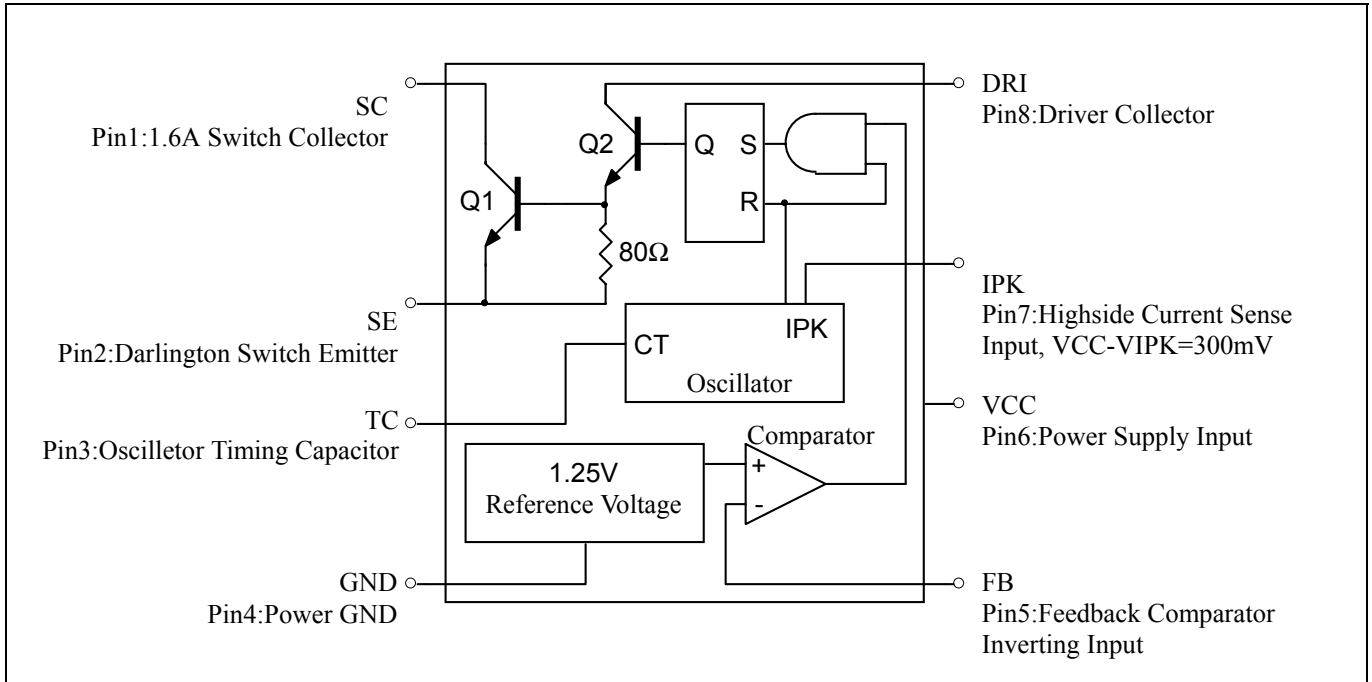 SC
Pin1:1.6A Switch Collector
DRI
Pin8:Driver Collector
Q2
Q
S
R
Q1
80Ω
SE
Pin2:Darlington Switch Emitter
IPK
CT
Oscillator
IPK
Pin7:Highside Current Sense
Input, VCC-VIPK=300mV
TC
Pin3:Oscilletor Timing Capacitor
VCC
Pin6:Power Supply Input
Comparator
1.25V
Reference Voltage
+
-
GND
Pin4:Power GND
FB
Pin5:Feedback Comparator
Inverting Input